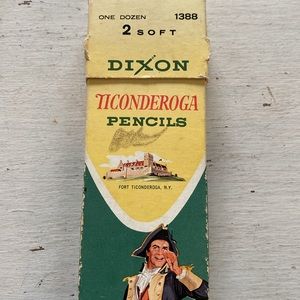 ONE DOZEN 1388
2 SOFT
DIXON
TICONDEROGA
PENCILS
FORT TICONDEROGA, N.Y.